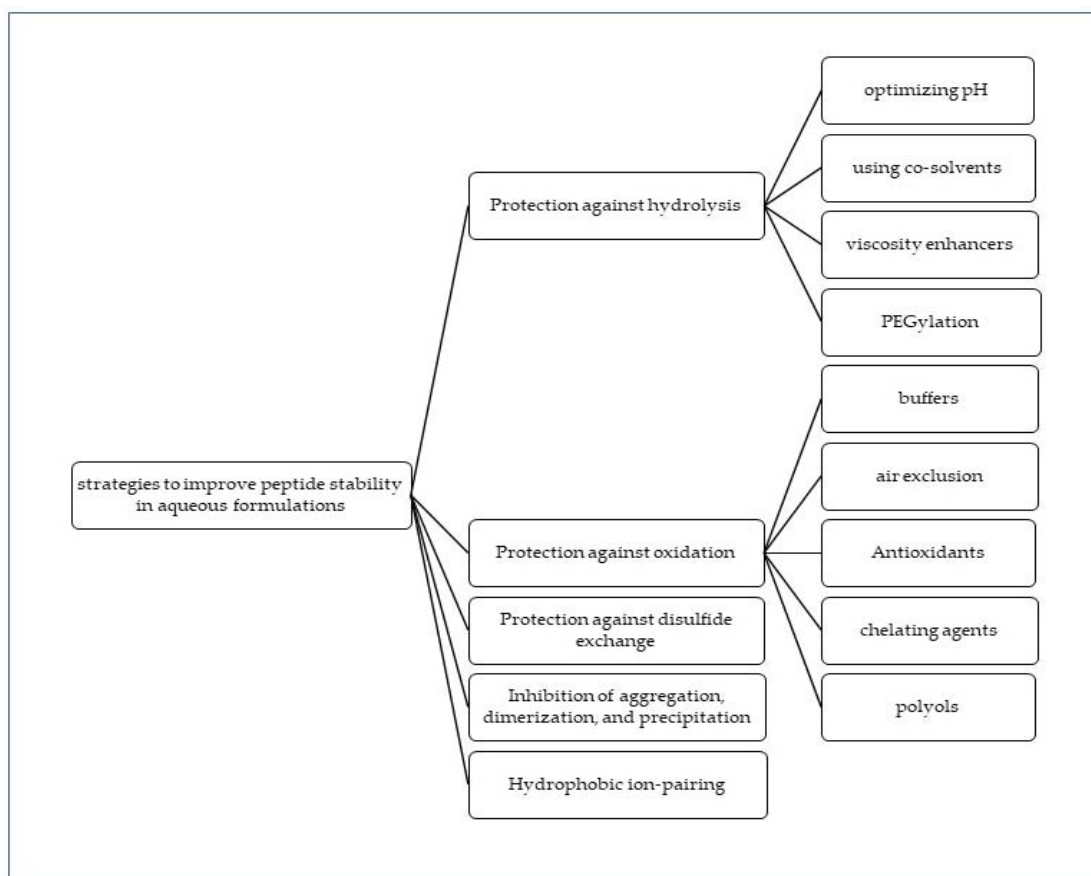 strategies to improve peptide stability
in aqueous formulations
Protection against hydrolysis
optimizing pH
using co-solvents
viscosity enhancers
PEGylation
Protection against oxidation
buffers
air exclusion
Antioxidants
chelating agents
polyols
Protection against disulfide
exchange
Inhibition of aggregation,
dimerization, and precipitation
Hydrophobic ion-pairing